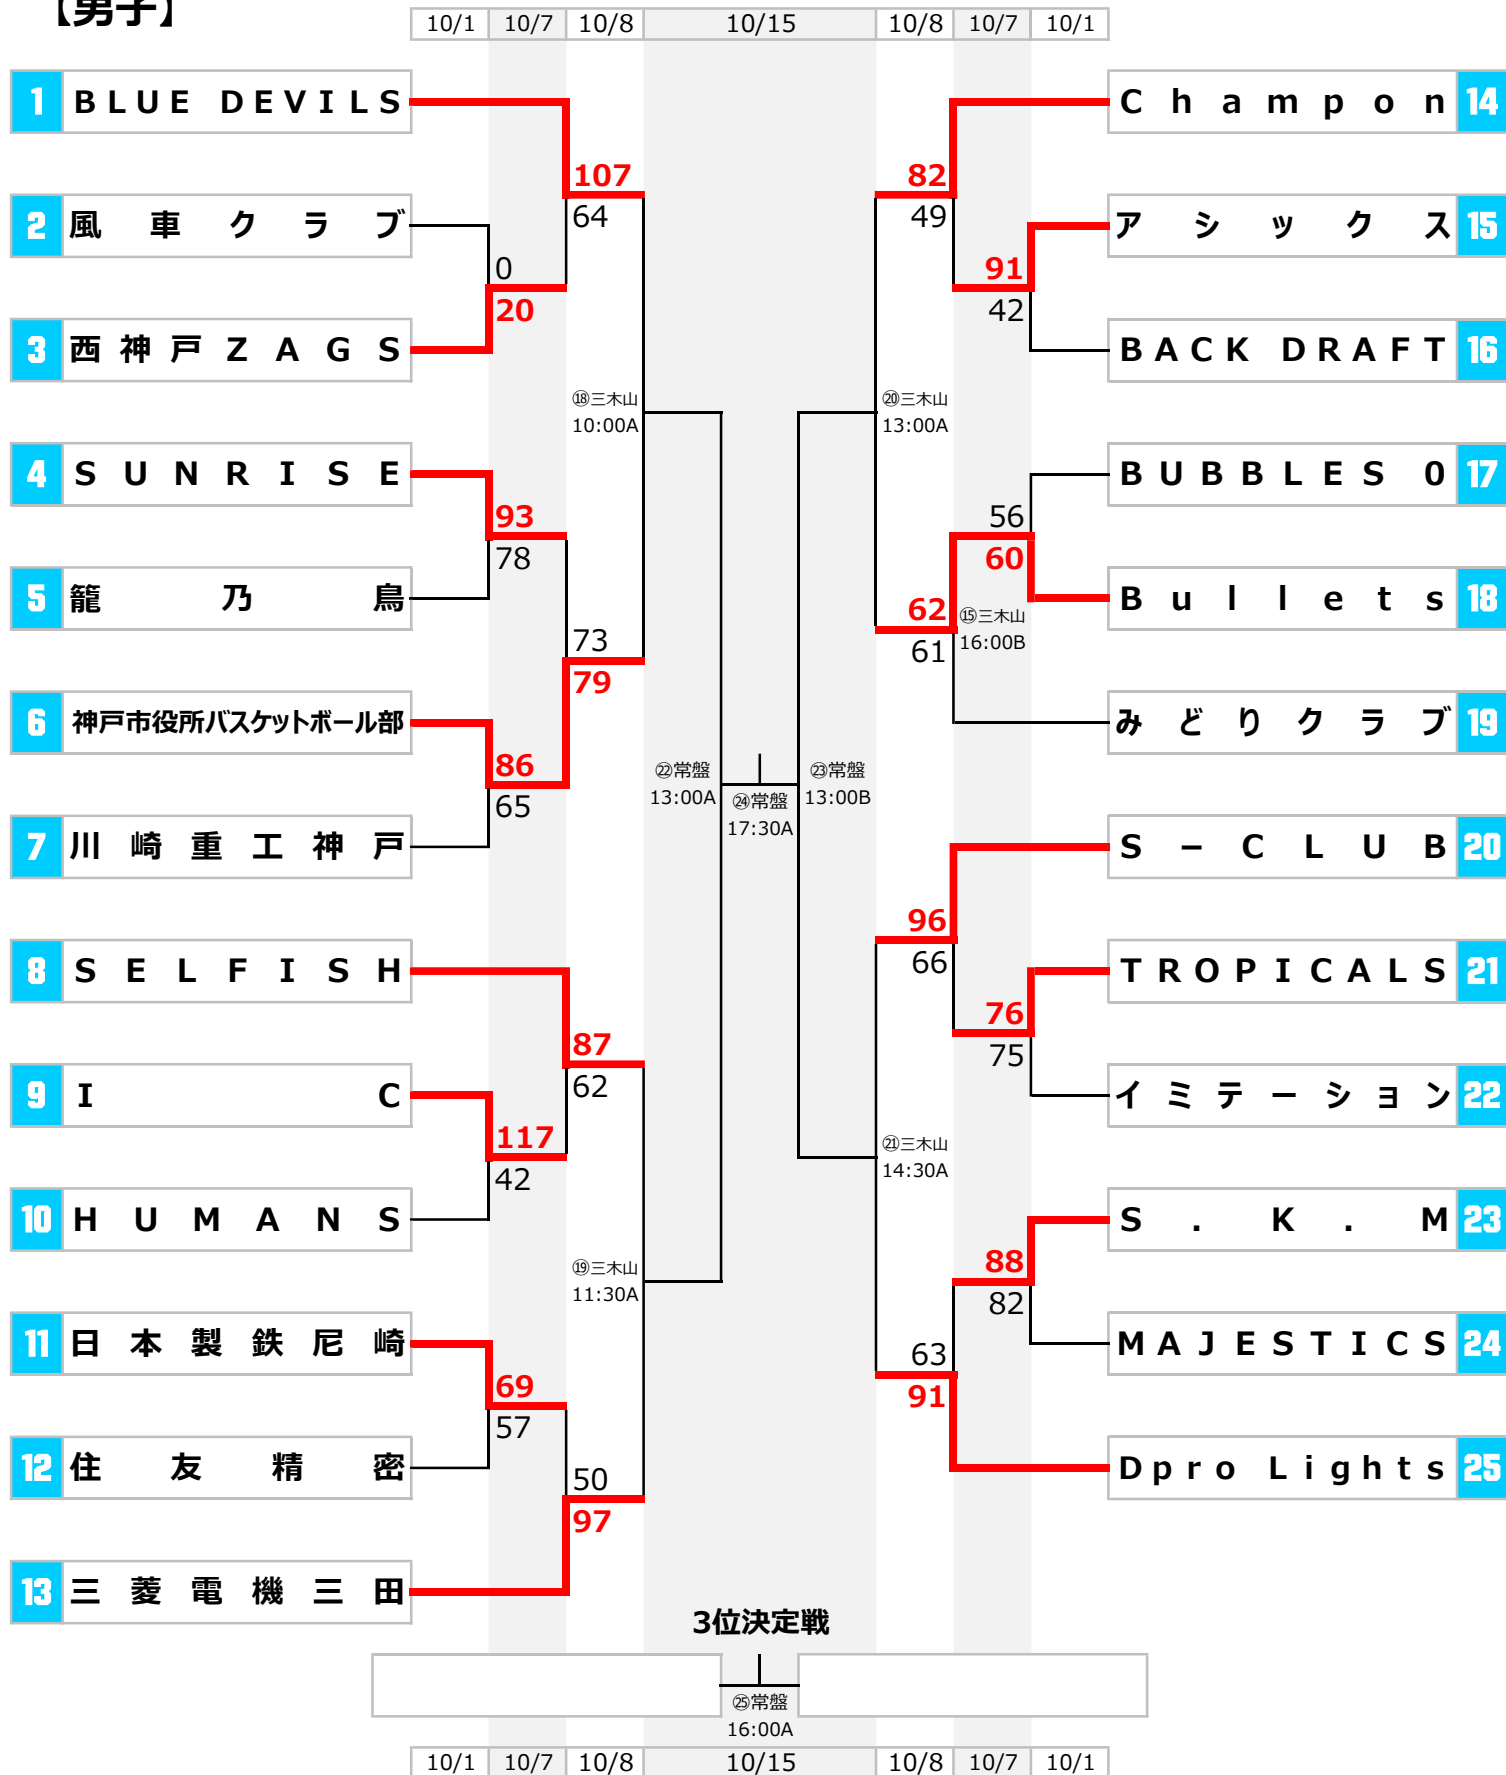 【男子】
10/1 10/7 10/8 10/15 10/8 10/7 10/1
1 BLUE DEVILS
Champon 14
107
82
64
49
2 風車クラブ
アシックス 15
0
91
20
42
3 西神戸ZAGS
BACK DRAFT 16
⑱三木山
10:00A
⑳三木山
13:00A
4 SUNRISE
BUBBLES 0 17
93
56
78
60
5 籠乃鳥
Bullets 18
73
62
⑮三木山
16:00B
79
61
6 神戸市役所バスケットボール部
みどりクラブ 19
86
65
㉒常盤
13:00A
㉔常盤
17:30A
㉓常盤
13:00B
7 川崎重工神戸
S－CLUB 20
96
66
8 SELFISH
TROPICALS 21
87
76
62
75
9 IC
イミテーション 22
117
42
㉑三木山
14:30A
10 HUMANS
S.K.M 23
⑲三木山
11:30A
88
82
11 日本製鉄尼崎
MAJESTICS 24
69
63
57
91
12 住友精密
Dpro Lights 25
50
97
13 三菱電機三田
3位決定戦
㉕常盤
16:00A
10/1 10/7 10/8 10/15 10/8 10/7 10/1